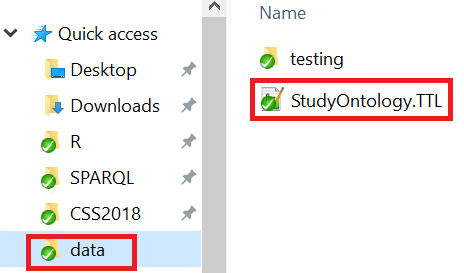 Quick access
Desktop
Downloads
R
SPARQL
CSS2018
data
Name
testing
StudyOntology.TTL